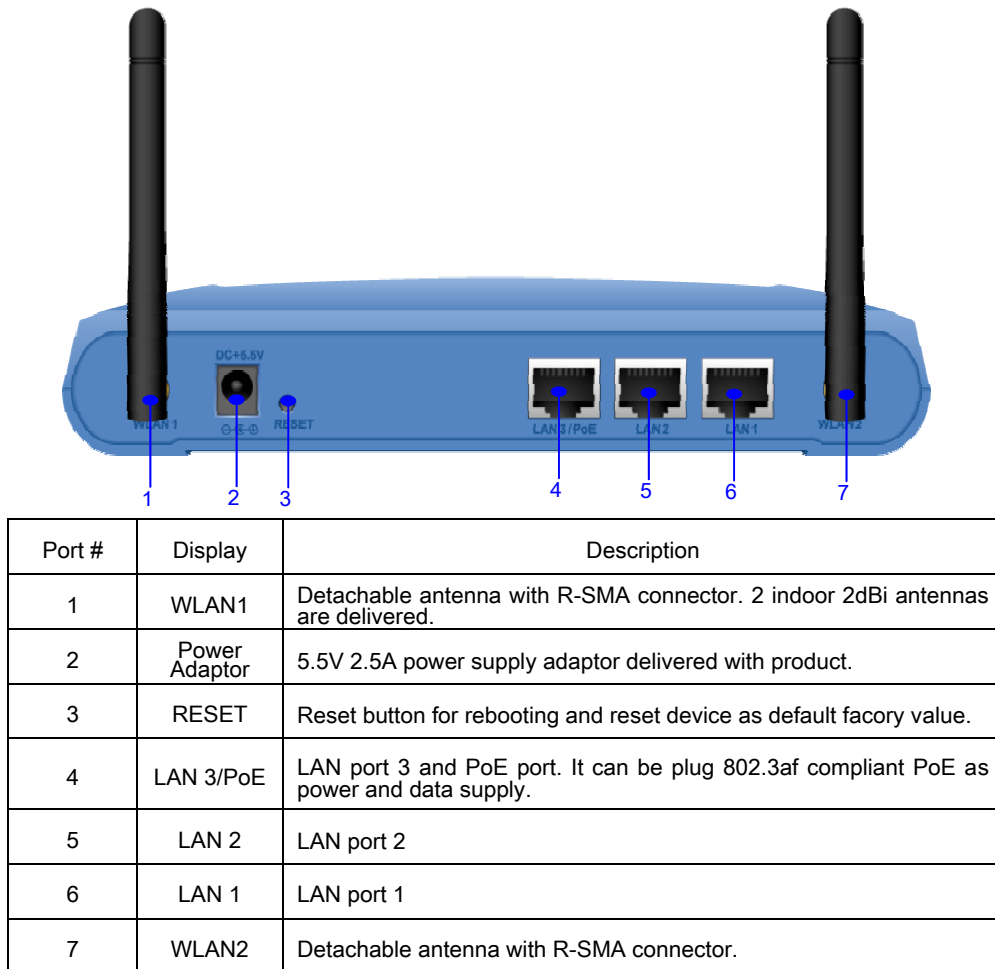 DC+5.5V
WLAN 1
RESET
LAN 3/PoE
LAN 2
LAN 1
WLAN 2
1
2
3
4
5
6
7
Port # Display Description
1 WLAN1 Detachable antenna with R-SMA connector. 2 indoor 2dBi antennas
are delivered.
2 Power
Adaptor 5.5V 2.5A power supply adaptor delivered with product.
3 RESET Reset button for rebooting and reset device as default facory value.
4 LAN 3/PoE LAN port 3 and PoE port. It can be plug 802.3af compliant PoE as
power and data supply.
5 LAN 2 LAN port 2
6 LAN 1 LAN port 1
7 WLAN2 Detachable antenna with R-SMA connector.